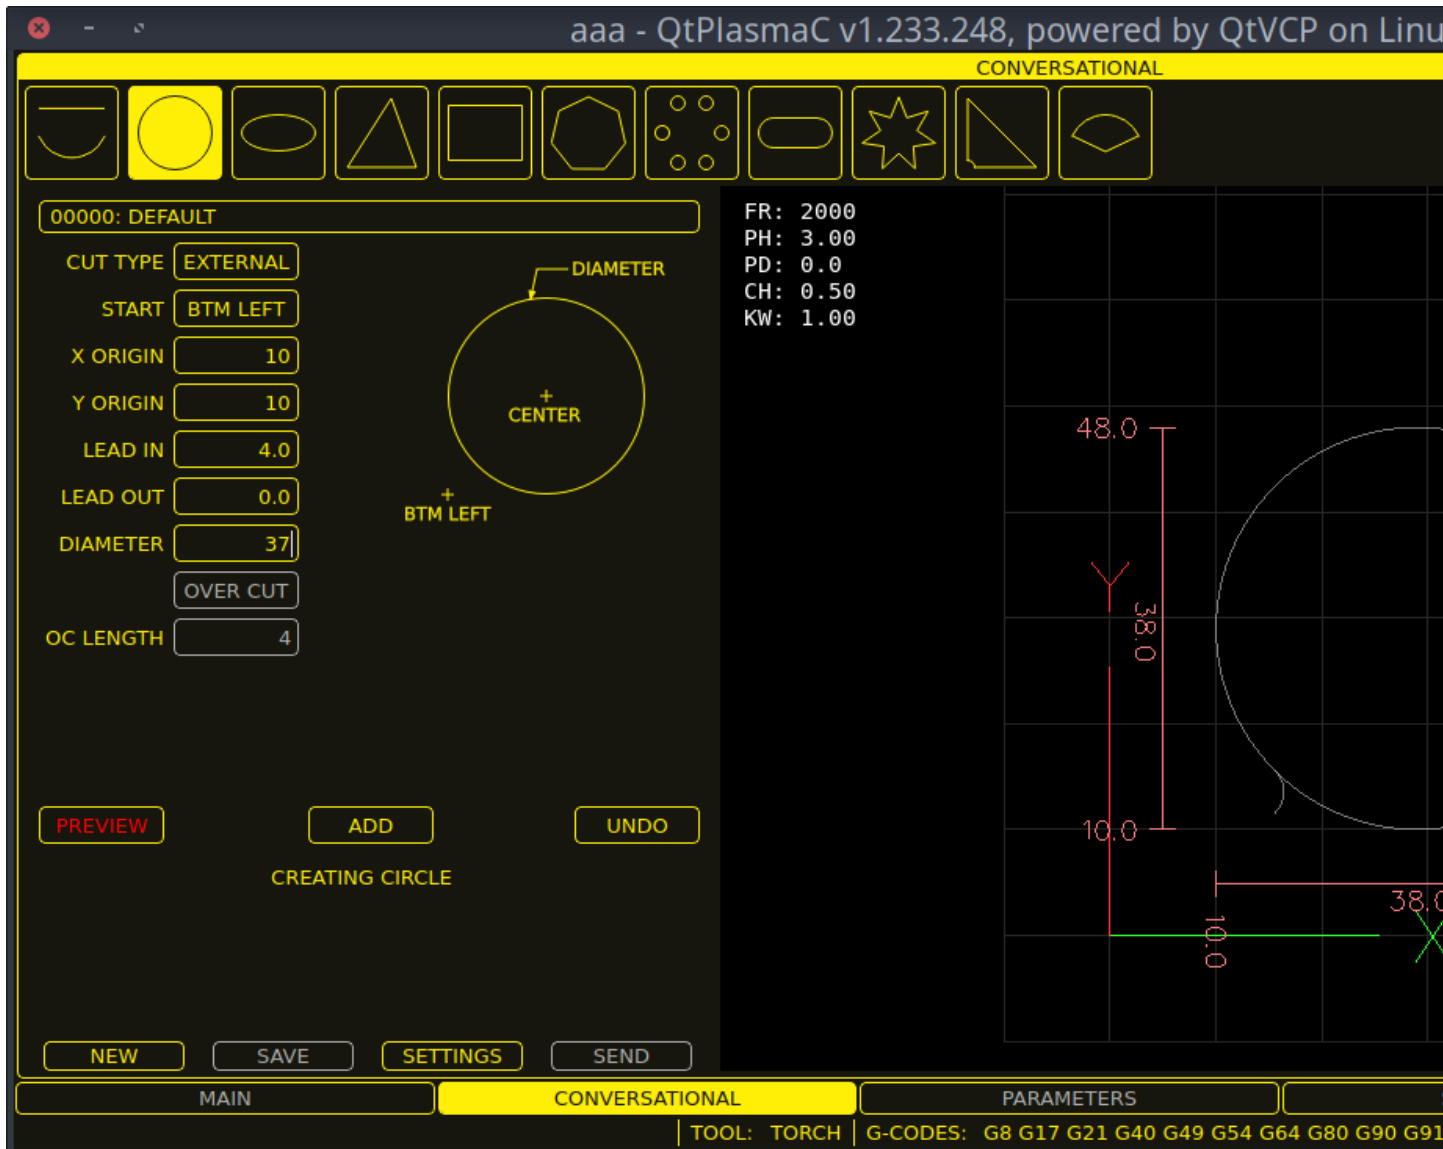 aaa - QtPlasmaC v1.233.248, powered by QtVCP on Linu
CONVERSATIONAL
00000: DEFAULT
CUT TYPE EXTERNAL
START BTM LEFT
X ORIGIN 10
Y ORIGIN 10
LEAD IN 4.0
LEAD OUT 0.0
DIAMETER 37
OVER CUT
OC LENGTH 4
DIAMETER
CENTER
BTM LEFT
PREVIEW ADD UNDO
CREATING CIRCLE
NEW SAVE SETTINGS SEND
FR: 2000
PH: 3.00
PD: 0.0
CH: 0.50
KW: 1.00
48.0
Y
38.0
10.0
38.0
10.0
X
MAIN CONVERSATIONAL PARAMETERS
TOOL: TORCH G-CODES: G8 G17 G21 G40 G49 G54 G64 G80 G90 G91